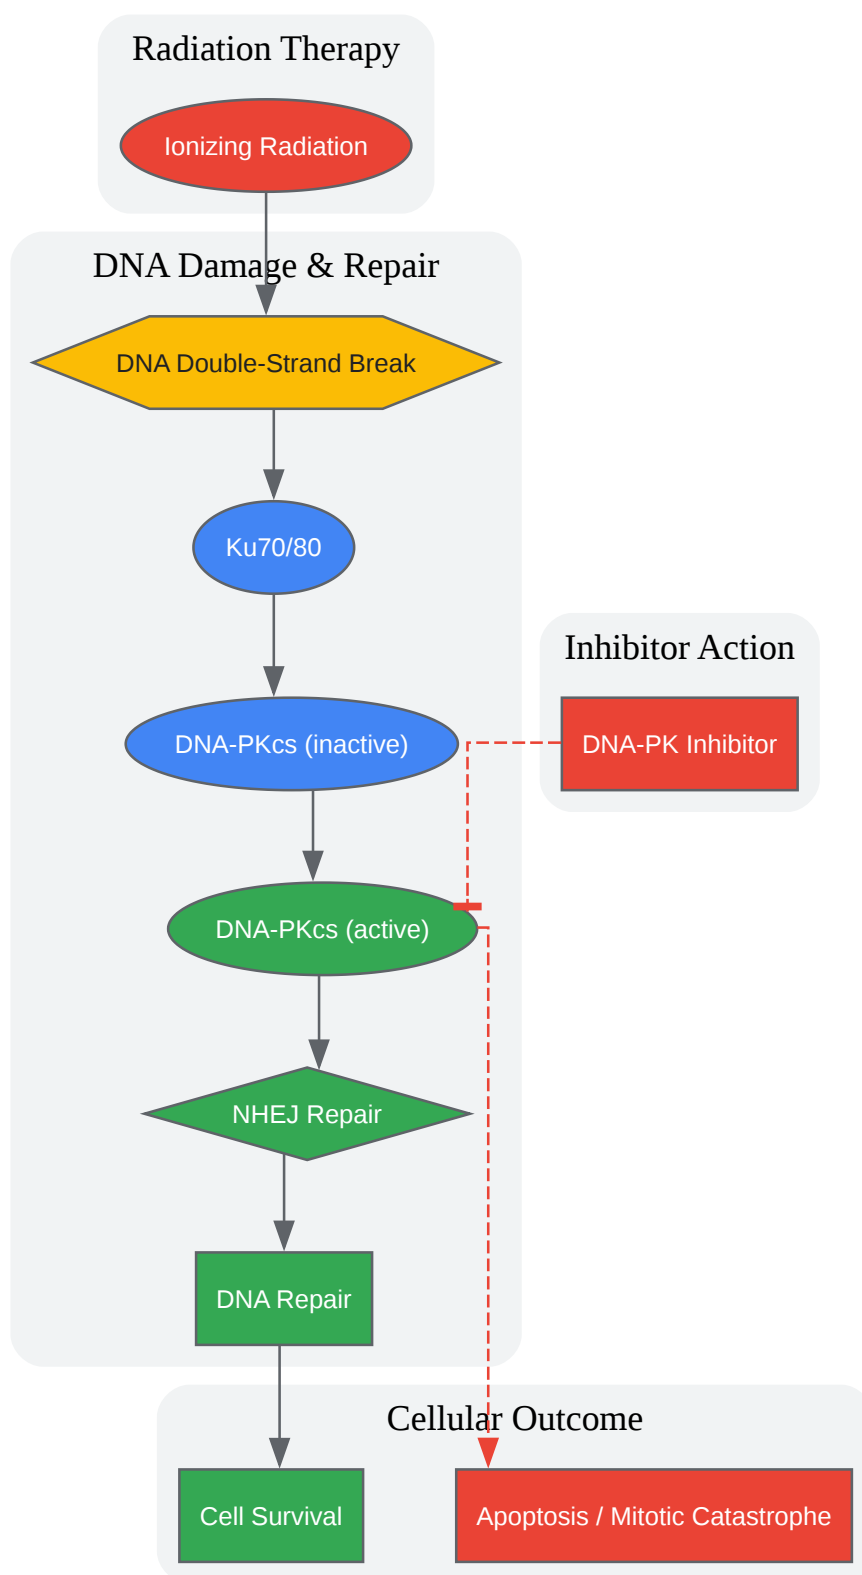 Radiation Therapy
Ionizing Radiation
DNA Damage & Repair
DNA Double-Strand Break
Ku70/80
Inhibitor Action
DNA-PKcs (inactive)
DNA-PK Inhibitor
DNA-PKcs (active)
NHEJ Repair
DNA Repair
Cellular Outcome
Cell Survival
Apoptosis / Mitotic Catastrophe